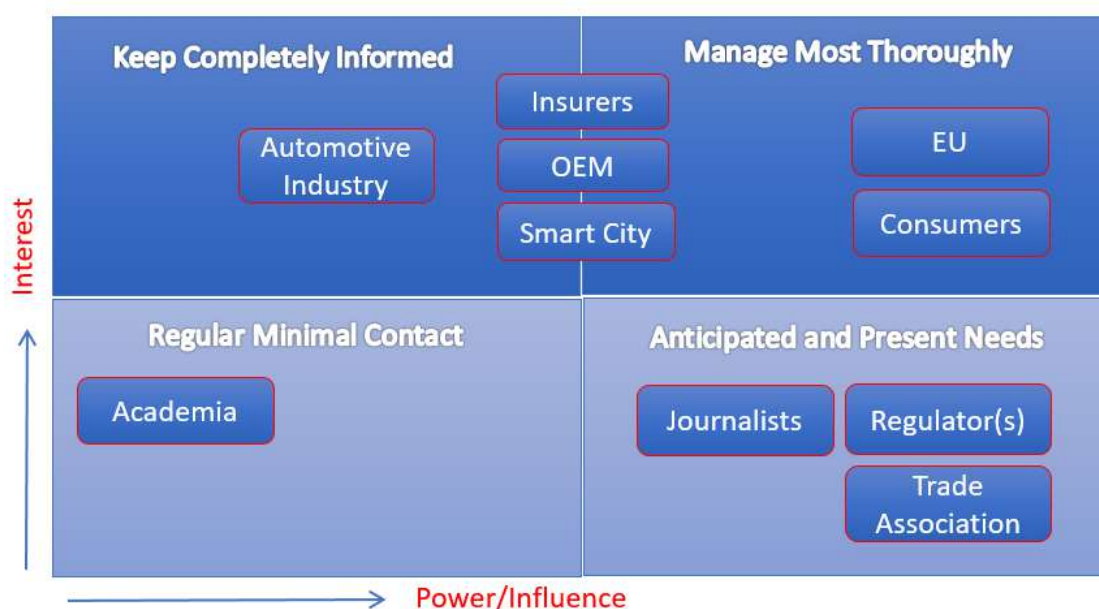 Keep Completely Informed
Manage Most Thoroughly
Insurers
Automotive
Industry
OEM
EU
Smart City
Consumers
Interest
Regular Minimal Contact
Anticipated and Present Needs
Academia
Journalists
Regulator(s)
Trade
Association
Power/Influence